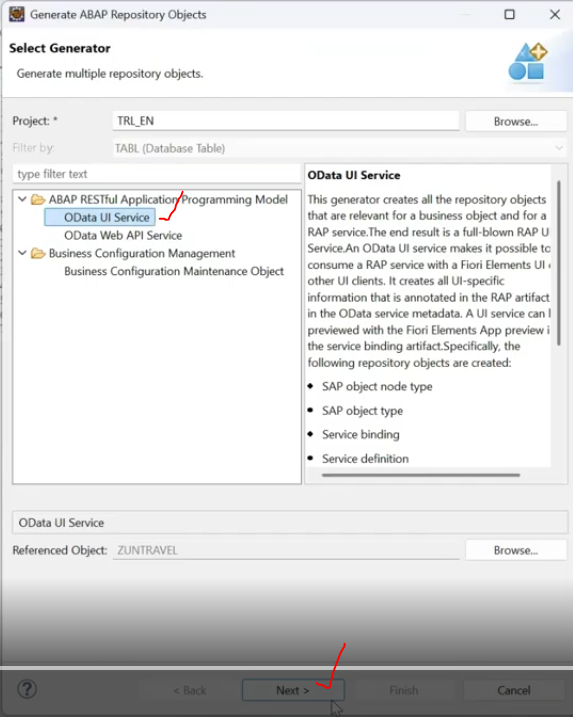 Generate ABAP Repository Objects
Select Generator
Generate multiple repository objects.
Project: *
TRL_EN
Browse...
Filter by:
TABL (Database Table)
type filter text
ABAP RESTful Application Programming Model
OData UI Service
OData Web API Service
Business Configuration Management
Business Configuration Maintenance Object
OData UI Service
This generator creates all the repository objects
that are relevant for a business object and for a
RAP service.The end result is a full-blown RAP U
Service.An OData UI service makes it possible to
consume a RAP service with a Fiori Elements UI
other UI clients. It creates all UI-specific
information that is annotated in the RAP artifact
in the OData service metadata. A UI service can
previewed with the Fiori Elements App preview i
the service binding artifact.Specifically, the
following repository objects are created:
• SAP object node type
• SAP object type
• Service binding
• Service definition
OData UI Service
Referenced Object:
ZUNTRAVEL
Browse...
?
< Back
Next >
Finish
Cancel